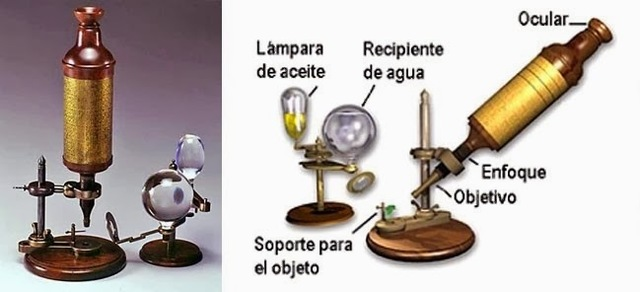 Ocular
Lámpara
de aceite
Recipiente
de agua
Enfoque
Objetivo
Soporte para
el objeto